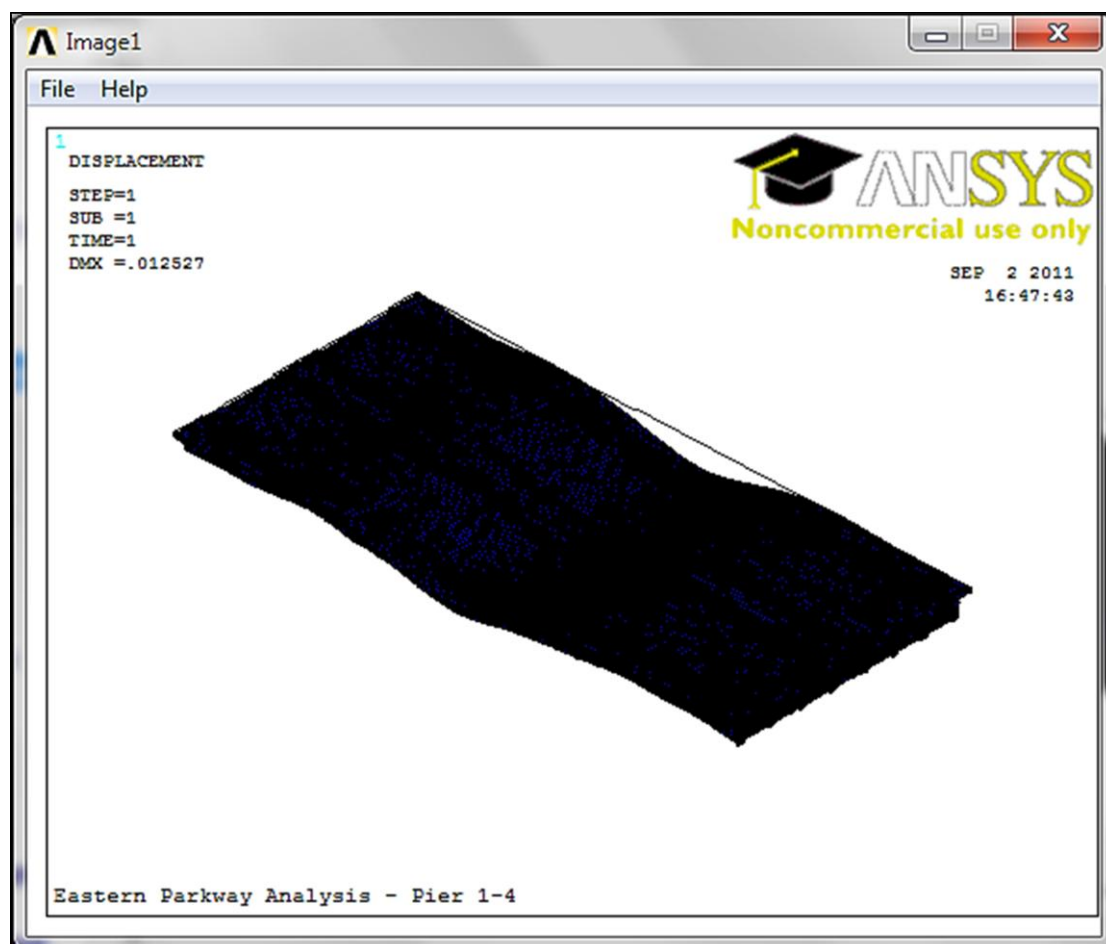 Image1
File Help
1
DISPLACEMENT
STEP=1
SUB =1
TIME=1
DMX =.012527
ANSYS
Noncommercial use only
SEP 2 2011
16:47:43
Eastern Parkway Analysis - Pier 1-4